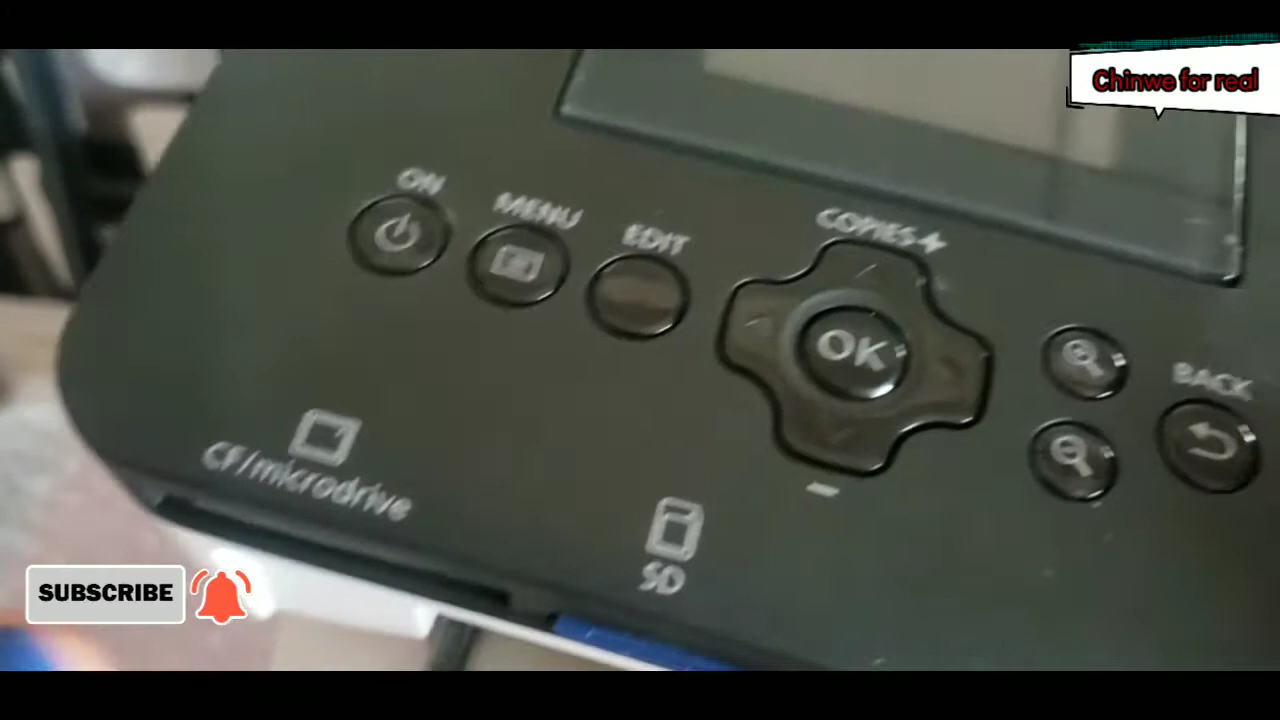 Chinwe for real
ON
MENU
EDIT
COPIES+
OK
BACK
CF/microdrive
SD
SUBSCRIBE